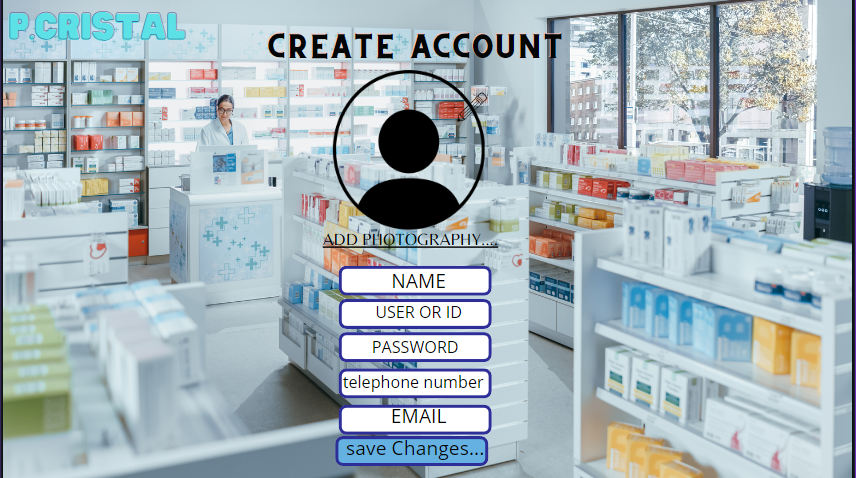 P.CRISTAL
CREATE ACCOUNT
ADD PHOTOGRAPHY....
NAME
USER OR ID
PASSWORD
telephone number
EMAIL
save Changes...